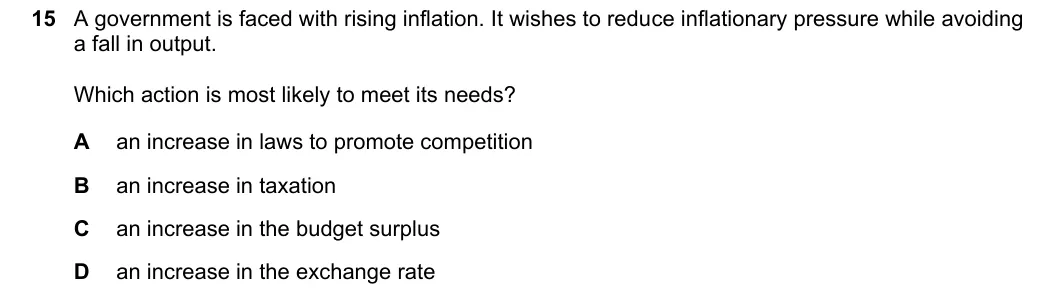 15 A government is faced with rising inflation. It wishes to reduce inflationary pressure while avoiding
a fall in output.
Which action is most likely to meet its needs?
A an increase in laws to promote competition
B an increase in taxation
C an increase in the budget surplus
D an increase in the exchange rate